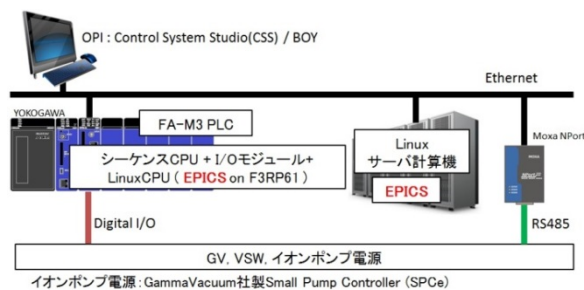 OPI : Control System Studio(CSS) / BOY
Ethernet
YOKOGAWA
FA-M3 PLC
Moxa NPort
シーケンスCPU + I/Oモジュール+
LinuxCPU ( EPICS on F3RP61 )
Linux
サーバ計算機
EPICS
MOXA
Digital I/O
RS485
GV, VSW, イオンポンプ電源
イオンポンプ電源:GammaVacuum社製Small Pump Controller (SPCe)